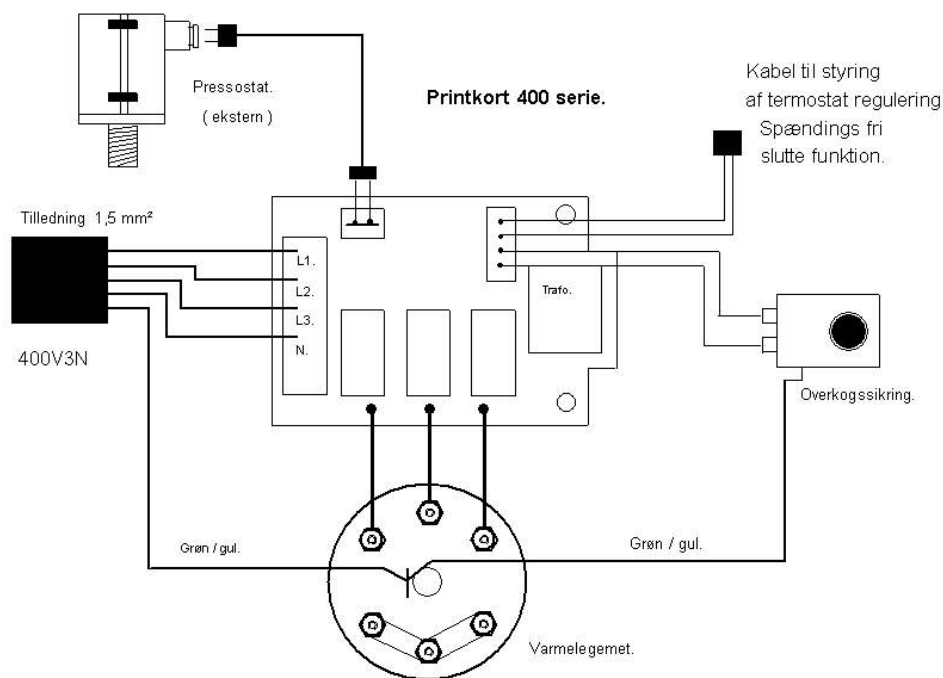 Pressostat.
( ekstern )
Printkort 400 serie.
Kabel til styring
af termostat regulering
Spændings fri
slutte funktion.
Tilledning 1,5 mm²
400V3N
L1.
L2.
L3.
N.
Trafo.
Overkogssikring.
Grøn / gul.
Grøn / gul.
Varmelegemet.